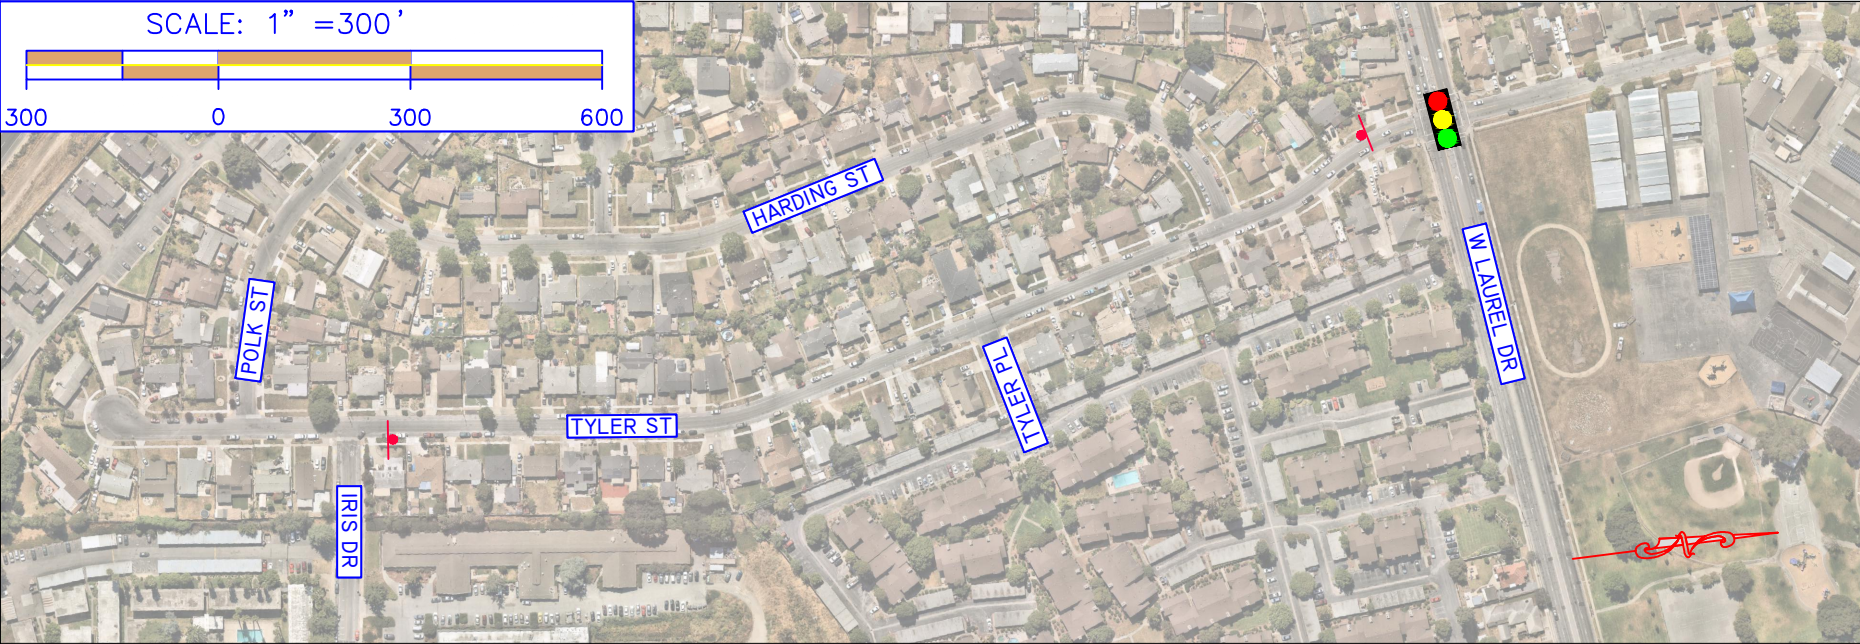 SCALE: 1" =300'
300 0 300 600
HARDING ST
POLK ST
W LAUREL DR
TYLER PL
TYLER ST
IRIS DR